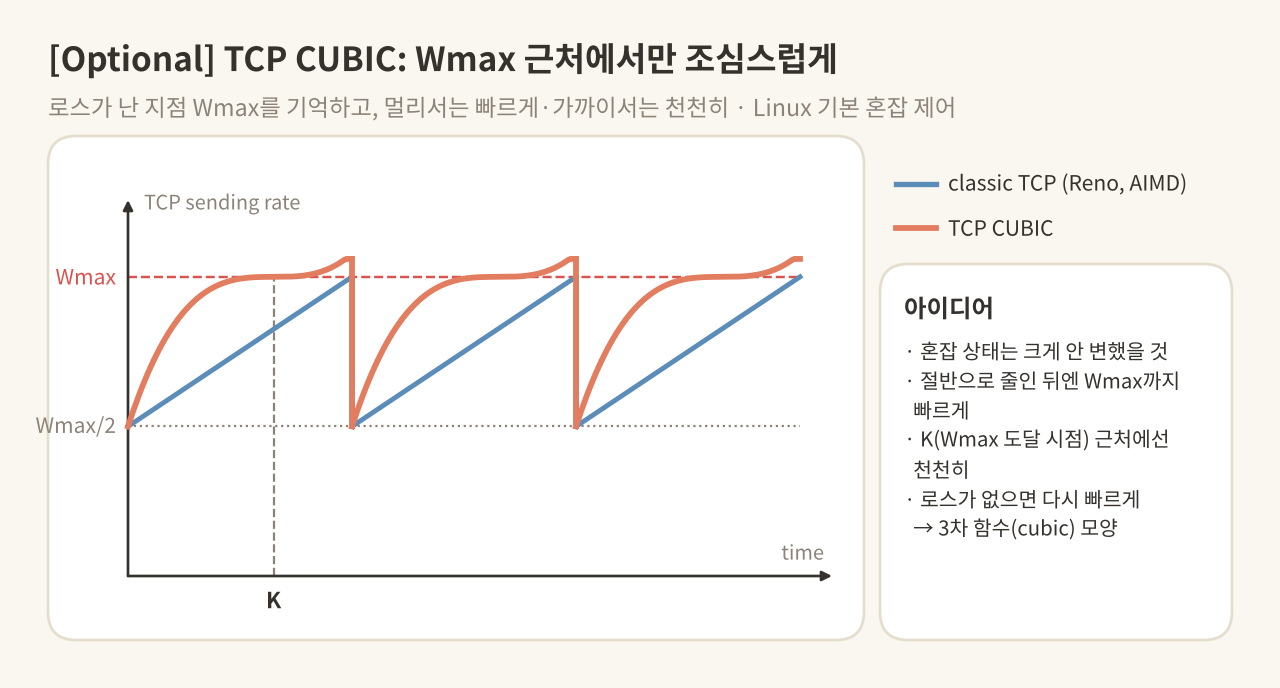 [Optional] TCP CUBIC: Wmax 근처에서만 조심스럽게
로스가 난 지점 Wmax를 기억하고, 멀리서는 빠르게·가까이서는 천천히 · Linux 기본 혼잡 제어
TCP sending rate
Wmax
Wmax/2
time
K
classic TCP (Reno, AIMD)
TCP CUBIC
아이디어
· 혼잡 상태는 크게 안 변했을 것
· 절반으로 줄인 뒤엔 Wmax까지
빠르게
· K(Wmax 도달 시점) 근처에선
천천히
· 로스가 없으면 다시 빠르게
→ 3차 함수(cubic) 모양